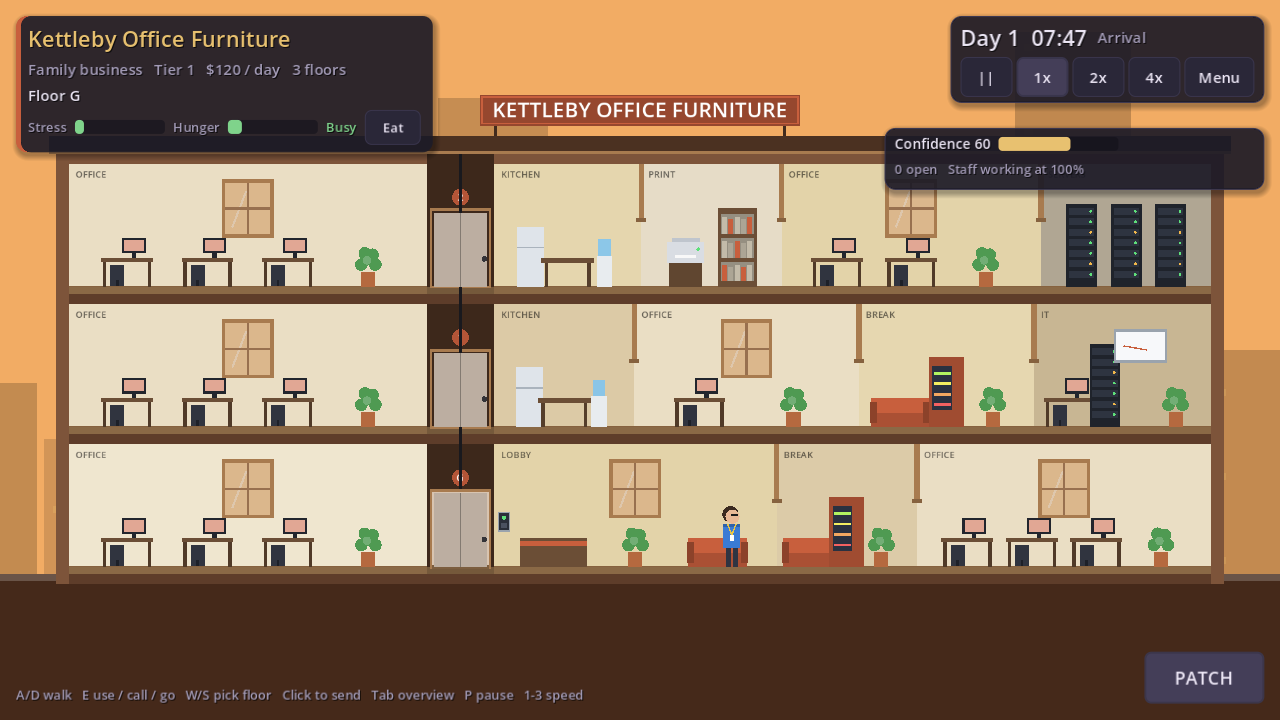 Kettleby Office Furniture
Family business Tier 1 $120 / day 3 floors
Floor G
Stress Hunger Busy Eat
Day 1 07:47 Arrival
|| 1x 2x 4x Menu
Confidence 60
0 open Staff working at 100%
KETTLEBY OFFICE FURNITURE
OFFICE KITCHEN PRINT OFFICE
OFFICE KITCHEN OFFICE BREAK IT
OFFICE LOBBY BREAK OFFICE
PATCH
A/D walk E use / call / go W/S pick floor Click to send Tab overview P pause 1-3 speed